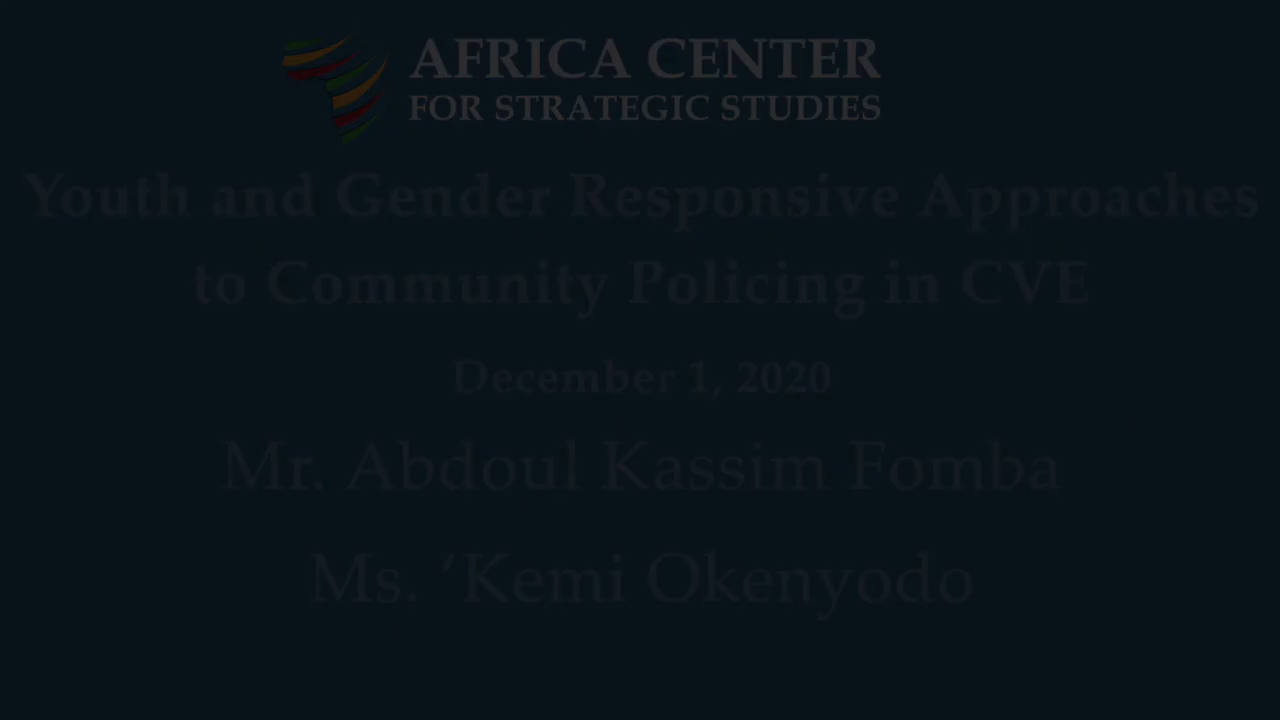 AFRICA CENTER
FOR STRATEGIC STUDIES
Youth and Gender Responsive Approaches
to Community Policing in CVE
December 1, 2020
Mr. Abdoul Kassim Fomba
Ms. ‘Kemi Okenyodo